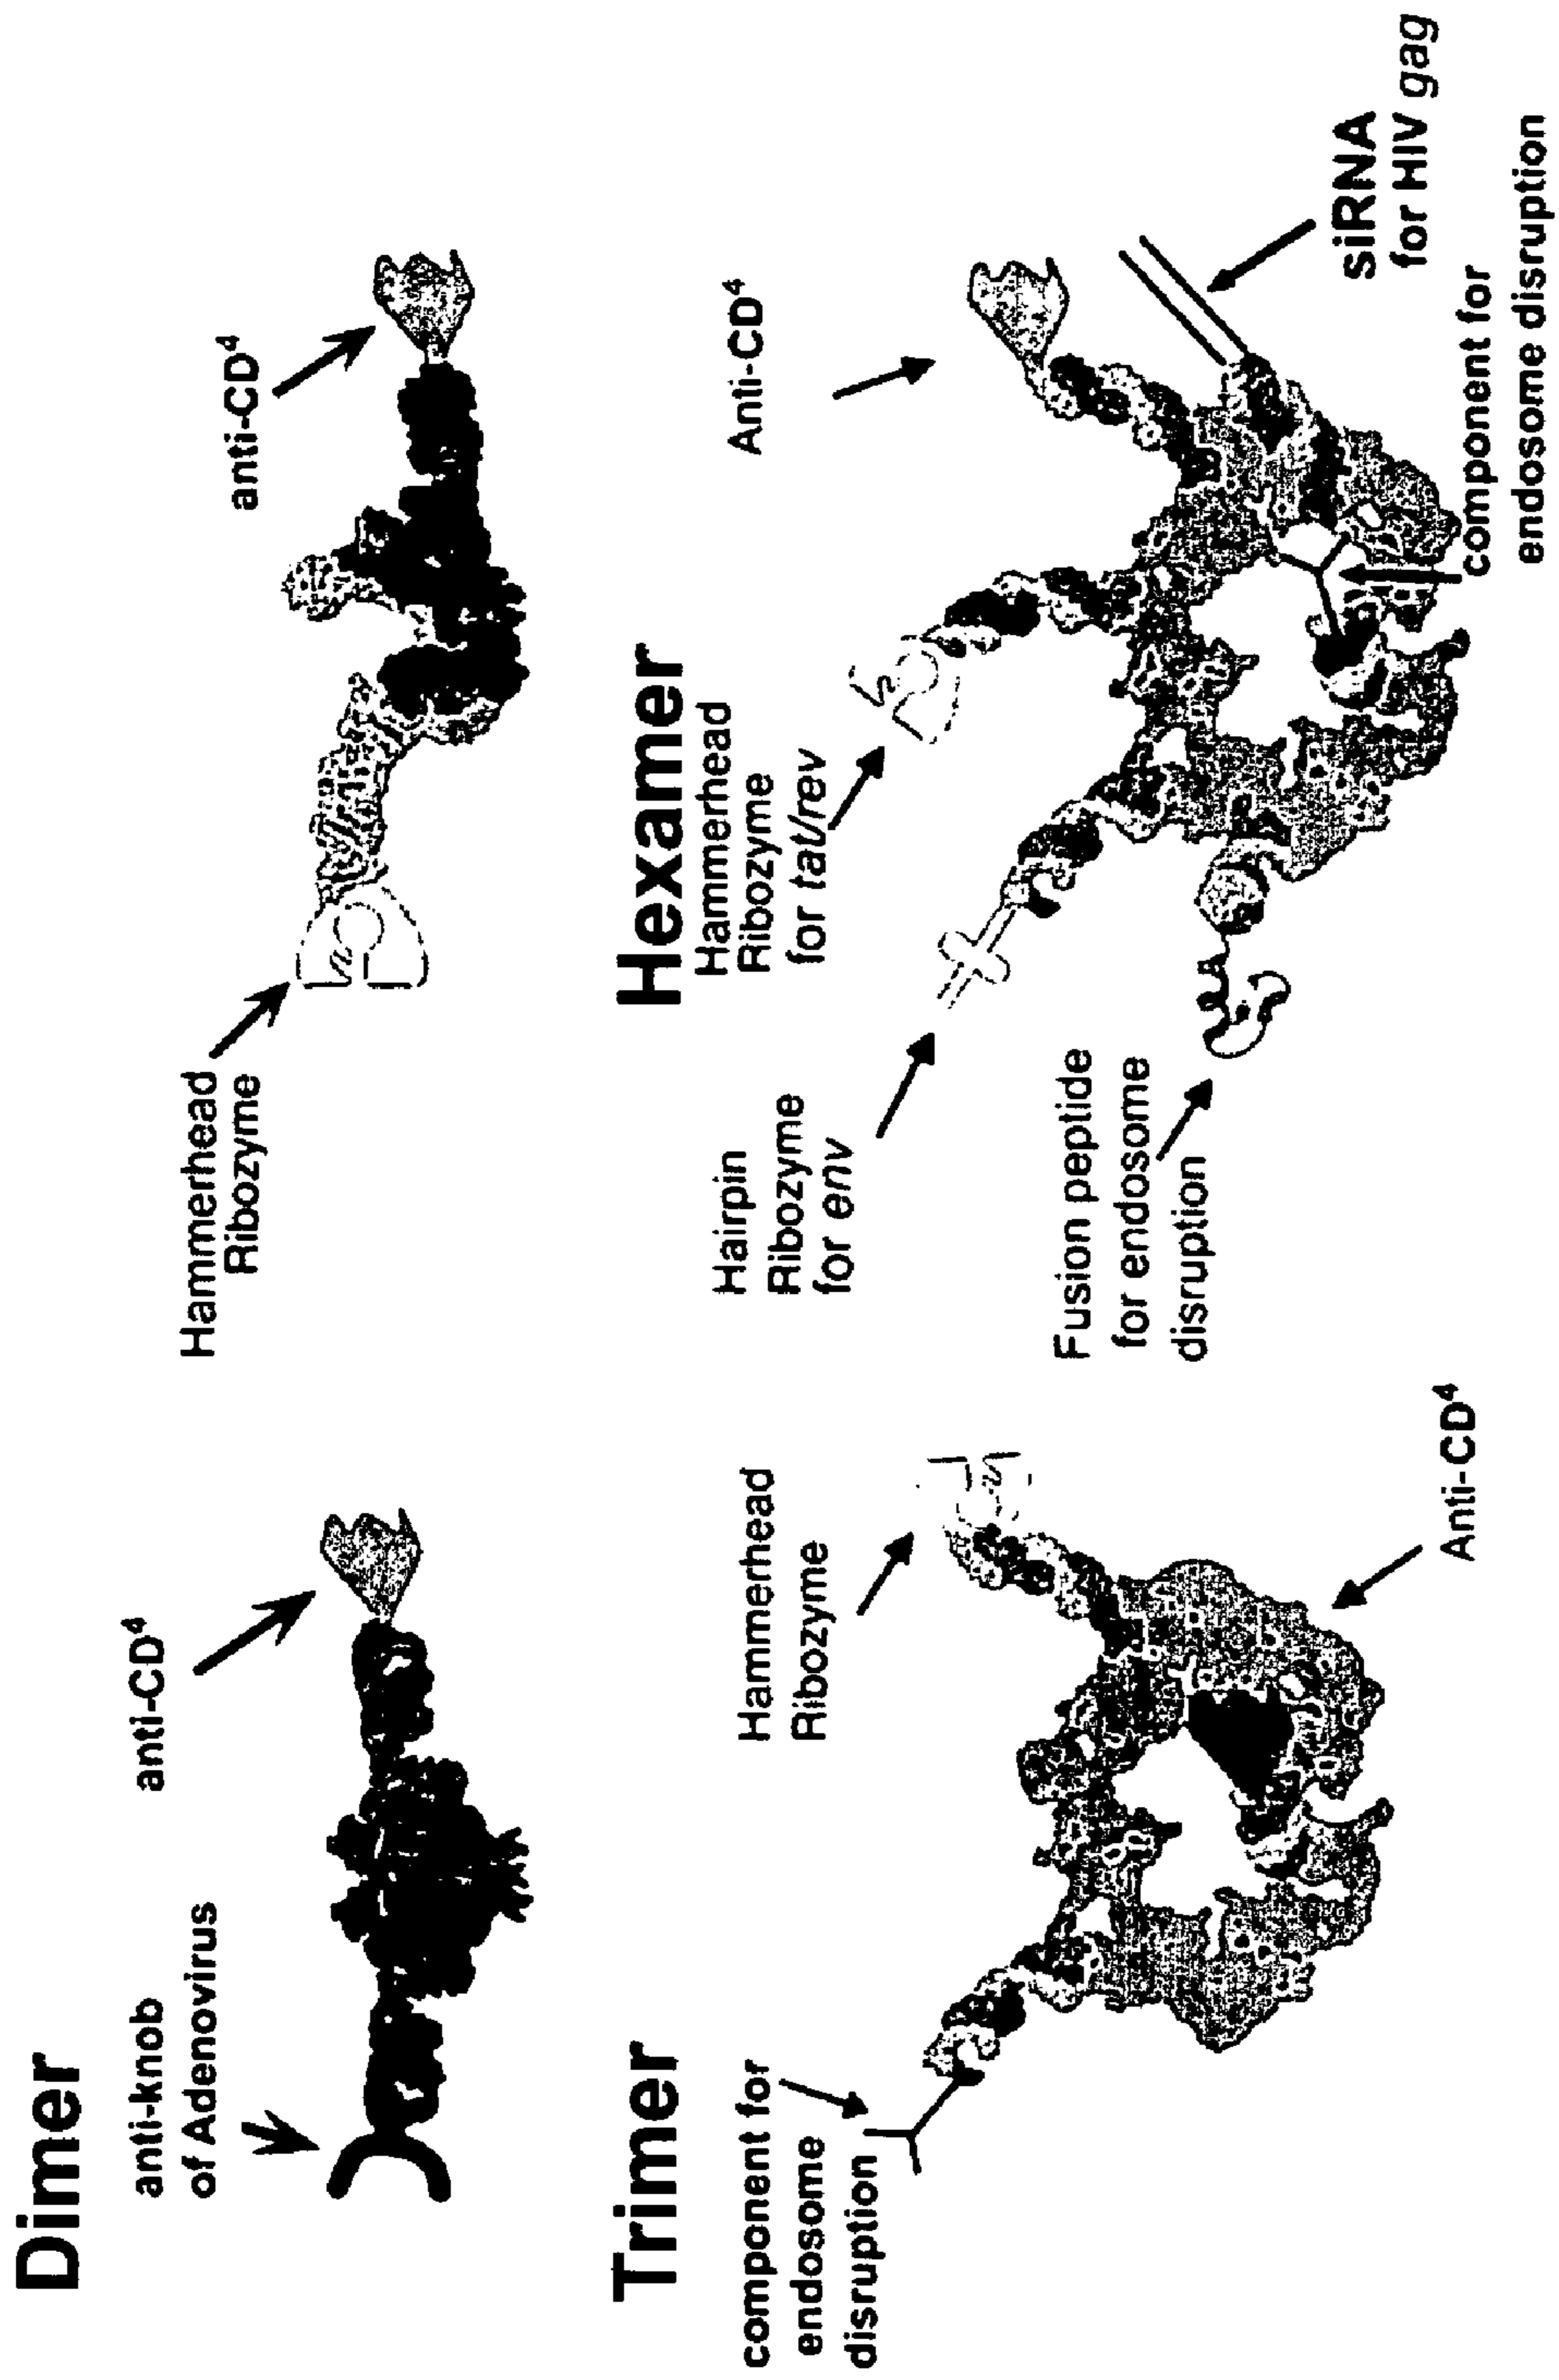 Dimer
anti-knob
of Adenovirus
anti-CD⁴
Hammerhead
Ribozyme
anti-CD⁴
Trimer
component for
endosome
disruption
Hammerhead
Ribozyme
Anti-CD⁴
Hexamer
Hammerhead
Ribozyme
for tat/rev
Hairpin
Ribozyme
for env
Fusion peptide
for endosome
disruption
Anti-CD⁴
siRNA
for HIV gag
component for
endosome disruption